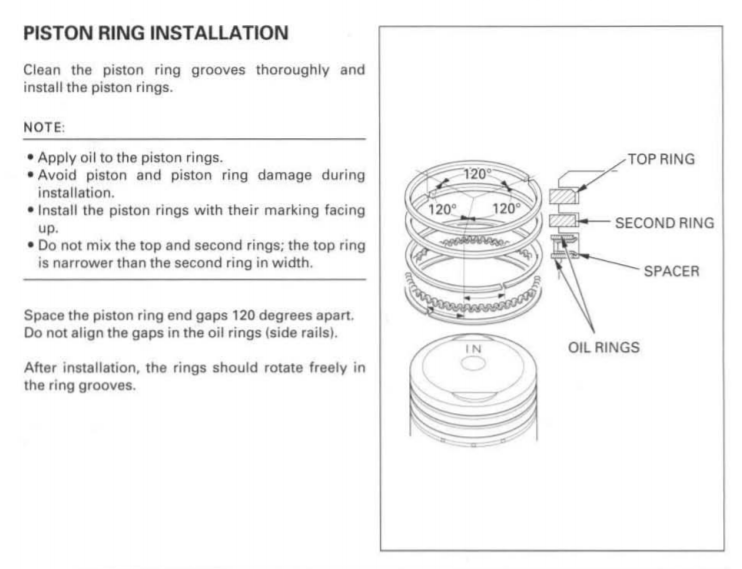 PISTON RING INSTALLATION
Clean the piston ring grooves thoroughly and
install the piston rings.
NOTE:
• Apply oil to the piston rings.
• Avoid piston and piston ring damage during
installation.
• Install the piston rings with their marking facing
up.
• Do not mix the top and second rings; the top ring
is narrower than the second ring in width.
Space the piston ring end gaps 120 degrees apart.
Do not align the gaps in the oil rings (side rails).
After installation, the rings should rotate freely in
the ring grooves.
120°
120° 120°
TOP RING
SECOND RING
SPACER
OIL RINGS
IN